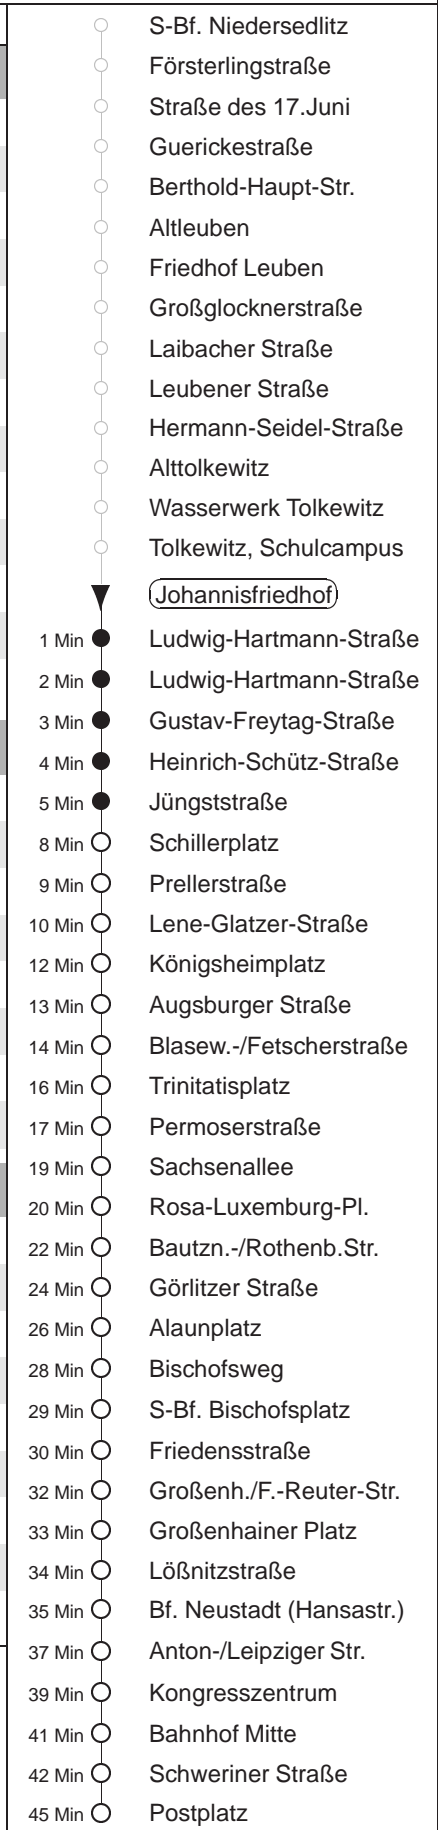 S-Bf. Niedersedlitz
Försterlingstraße
Straße des 17.Juni
Guerickestraße
Berthold-Haupt-Str.
Altleuben
Friedhof Leuben
Großglocknerstraße
Laibacher Straße
Leubener Straße
Hermann-Seidel-Straße
Alttolkewitz
Wasserwerk Tolkewitz
Tolkewitz, Schulcampus
Johannisfriedhof
1 Min Ludwig-Hartmann-Straße
2 Min Ludwig-Hartmann-Straße
3 Min Gustav-Freytag-Straße
4 Min Heinrich-Schütz-Straße
5 Min Jüngststraße
8 Min Schillerplatz
9 Min Prellerstraße
10 Min Lene-Glatzer-Straße
12 Min Königsheimplatz
13 Min Augsburger Straße
14 Min Blasew.-/Fetscherstraße
16 Min Trinitatisplatz
17 Min Permoserstraße
19 Min Sachsenallee
20 Min Rosa-Luxemburg-Pl.
22 Min Bautzn.-/Rothenb.Str.
24 Min Görlitzer Straße
26 Min Alaunplatz
28 Min Bischofsweg
29 Min S-Bf. Bischofsplatz
30 Min Friedensstraße
32 Min Großenh./F.-Reuter-Str.
33 Min Großenhainer Platz
34 Min Lößnitzstraße
35 Min Bf. Neustadt (Hansastr.)
37 Min Anton-/Leipziger Str.
39 Min Kongresszentrum
41 Min Bahnhof Mitte
42 Min Schweriner Straße
45 Min Postplatz